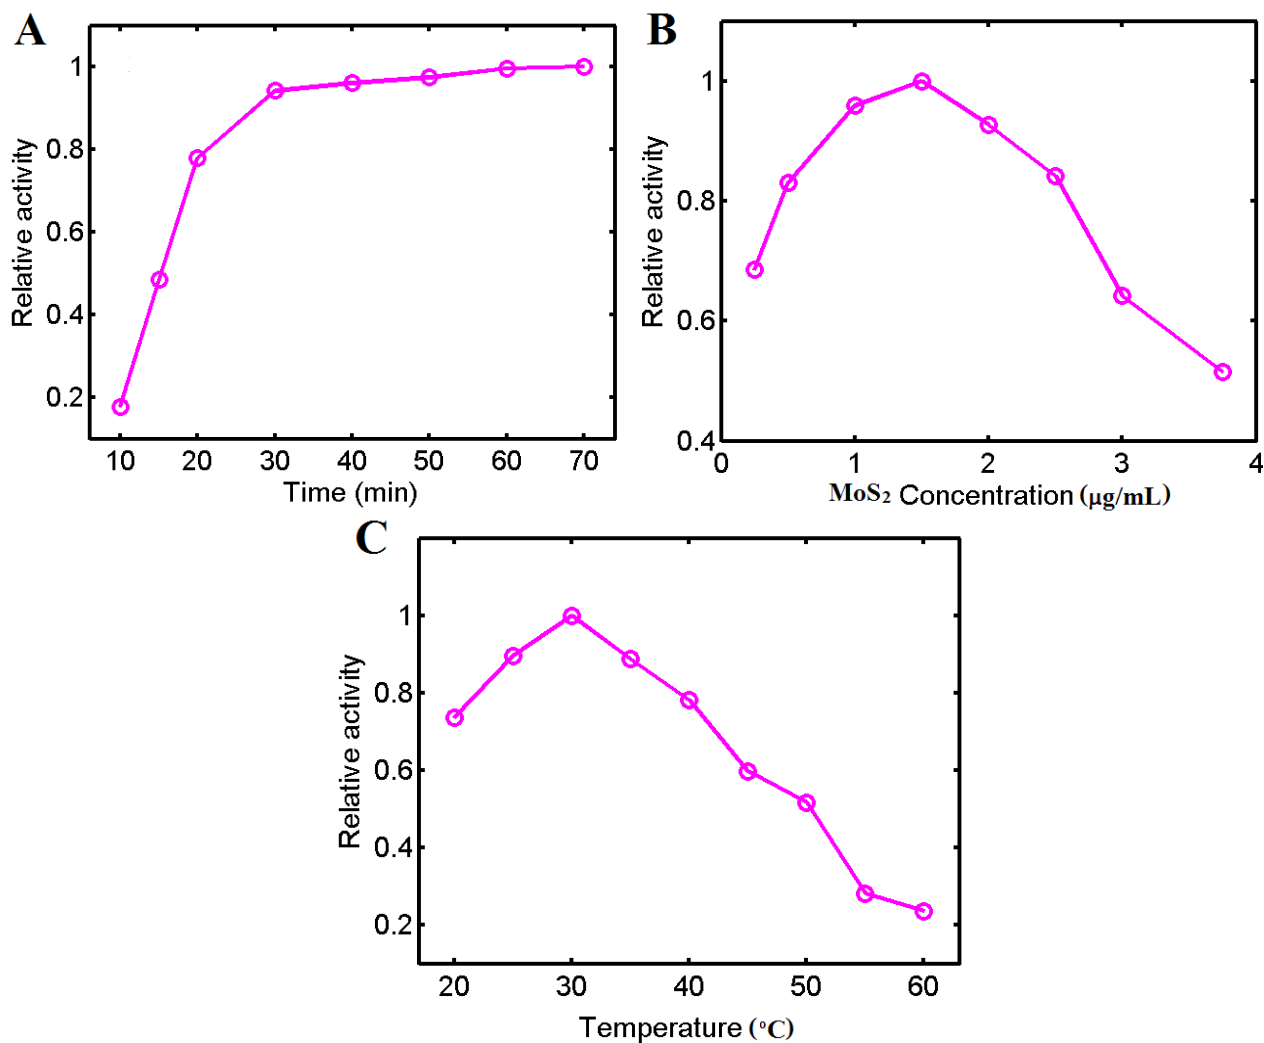 A
Relative activity
1
0.8
0.6
0.4
0.2
10 20 30 40 50 60 70
Time (min)
B
Relative activity
1
0.8
0.6
0.4
0 1 2 3 4
MoS₂ Concentration (µg/mL)
C
Relative activity
1
0.8
0.6
0.4
0.2
20 30 40 50 60
Temperature (°C)